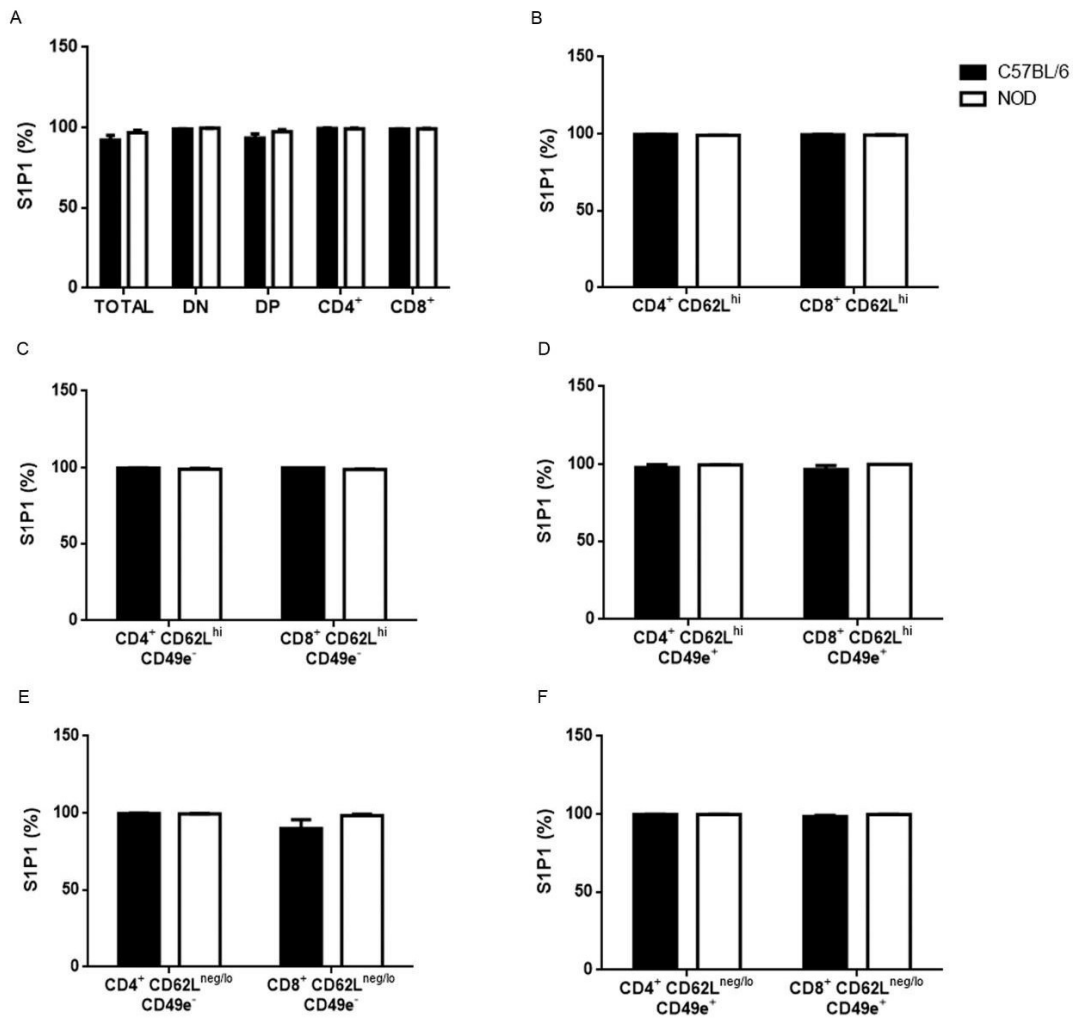 A
S1P1 (%)
150
100
50
0
TOTAL DN DP CD4⁺ CD8⁺
B
S1P1 (%)
150
100
50
0
CD4⁺ CD62Lʰⁱ CD8⁺ CD62Lʰⁱ
C57BL/6
NOD
C
S1P1 (%)
150
100
50
0
CD4⁺ CD62Lʰⁱ CD8⁺ CD62Lʰⁱ
CD49e⁻ CD49e⁻
D
S1P1 (%)
150
100
50
0
CD4⁺ CD62Lʰⁱ CD8⁺ CD62Lʰⁱ
CD49e⁺ CD49e⁺
E
S1P1 (%)
150
100
50
0
CD4⁺ CD62Lⁿᵉᵍ/ˡᵒ CD8⁺ CD62Lⁿᵉᵍ/ˡᵒ
CD49e⁻ CD49e⁻
F
S1P1 (%)
150
100
50
0
CD4⁺ CD62Lⁿᵉᵍ/ˡᵒ CD8⁺ CD62Lⁿᵉᵍ/ˡᵒ
CD49e⁺ CD49e⁺